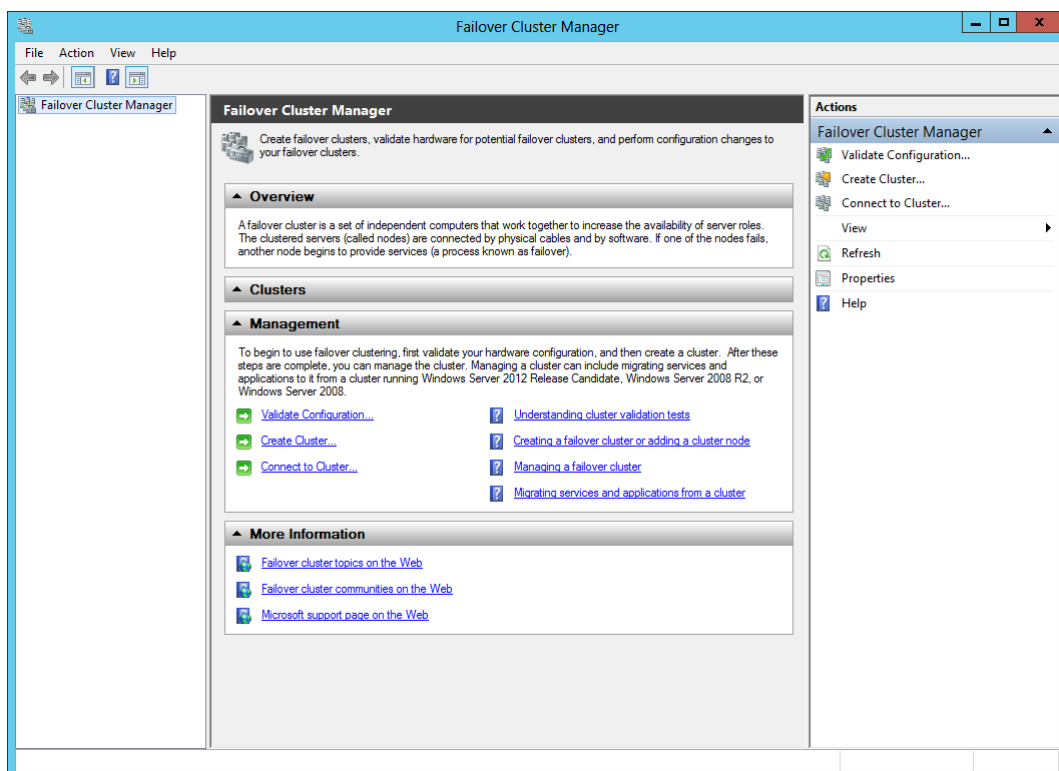 Failover Cluster Manager
File Action View Help
Failover Cluster Manager
Failover Cluster Manager
Create failover clusters, validate hardware for potential failover clusters, and perform configuration changes to
your failover clusters.
Overview
A failover cluster is a set of independent computers that work together to increase the availability of server roles.
The clustered servers (called nodes) are connected by physical cables and by software. If one of the nodes fails,
another node begins to provide services (a process known as failover).
Clusters
Management
To begin to use failover clustering, first validate your hardware configuration, and then create a cluster. After these
steps are complete, you can manage the cluster. Managing a cluster can include migrating services and
applications to it from a cluster running Windows Server 2012 Release Candidate, Windows Server 2008 R2, or
Windows Server 2008.
Validate Configuration...
Understanding cluster validation tests
Create Cluster...
Creating a failover cluster or adding a cluster node
Connect to Cluster...
Managing a failover cluster
Migrating services and applications from a cluster
More Information
Failover cluster topics on the Web
Failover cluster communities on the Web
Microsoft support page on the Web
Actions
Failover Cluster Manager
Validate Configuration...
Create Cluster...
Connect to Cluster...
View
Refresh
Properties
Help